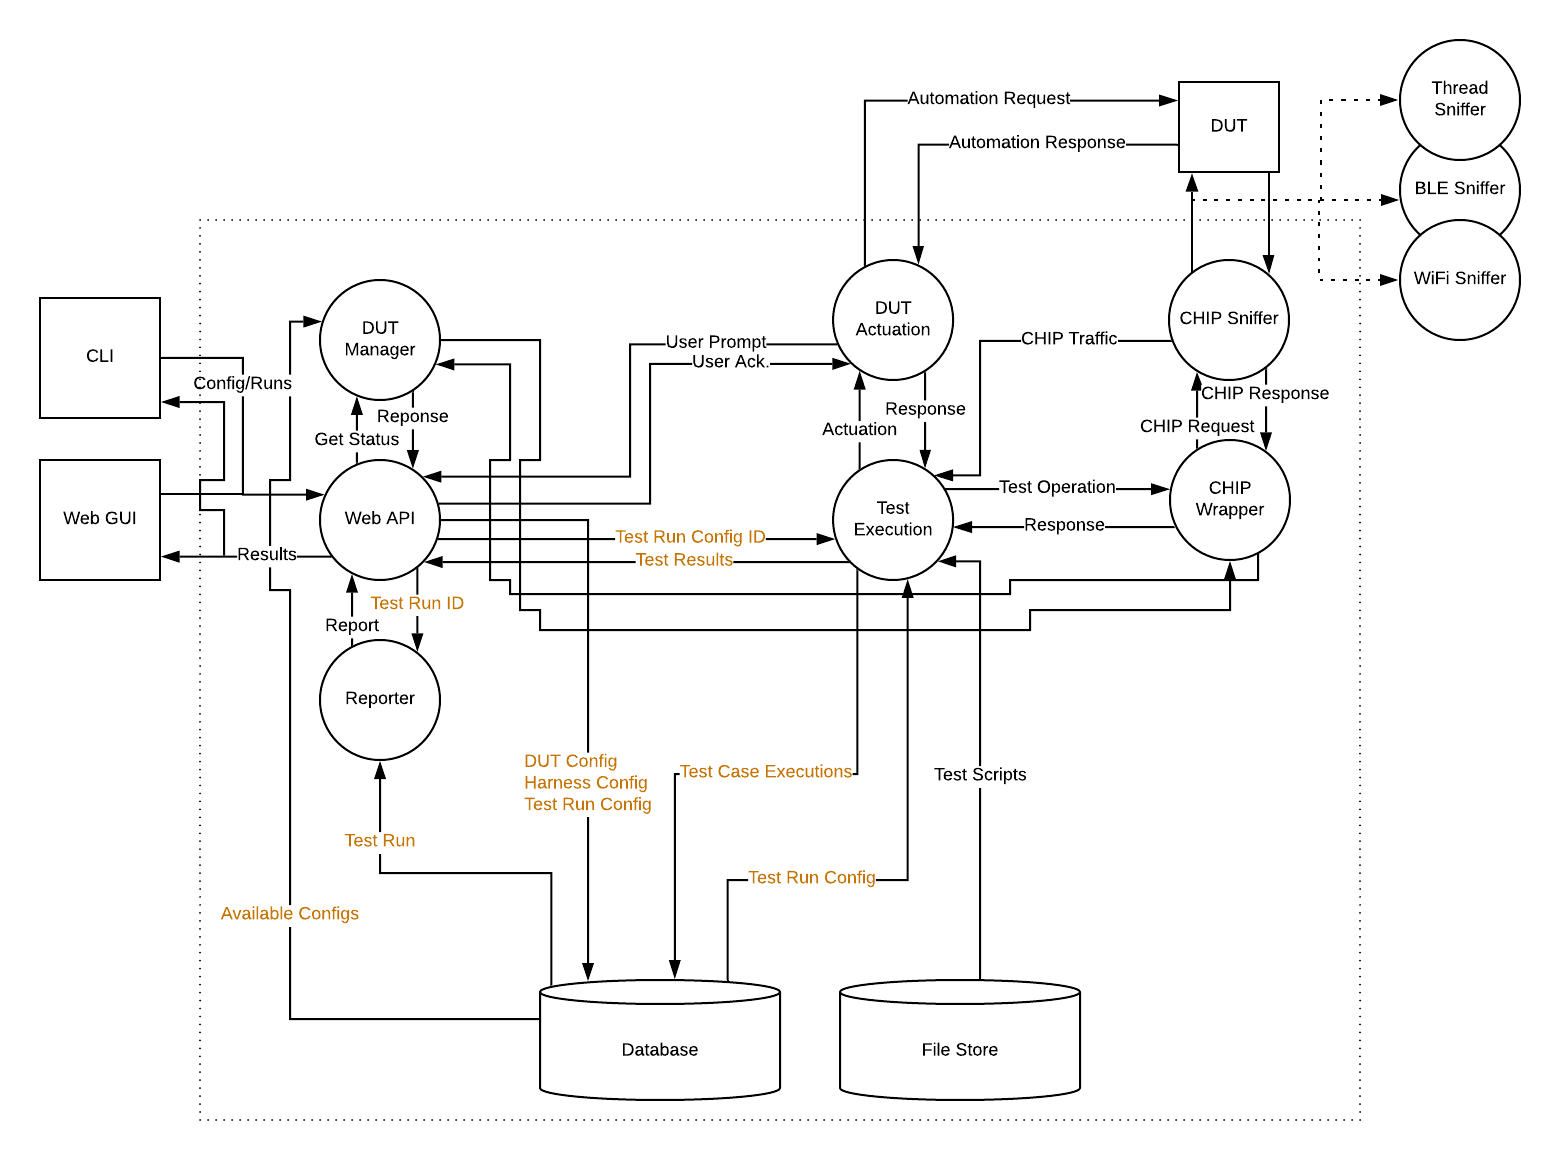 Thread
Sniffer
Automation Request
DUT
Automation Response
BLE Sniffer
WiFi Sniffer
DUT
Manager
DUT
Actuation
CHIP Sniffer
CLI
User Prompt
CHIP Traffic
User Ack.
Config/Runs
CHIP Response
Reponse
Response
Get Status
Actuation
CHIP Request
Web GUI
Web API
Test
Execution
Test Operation
CHIP
Wrapper
Response
Test Run Config ID
Results
Test Results
Test Run ID
Report
Reporter
DUT Config
Harness Config
Test Run Config
Test Case Executions
Test Scripts
Test Run
Test Run Config
Available Configs
Database
File Store